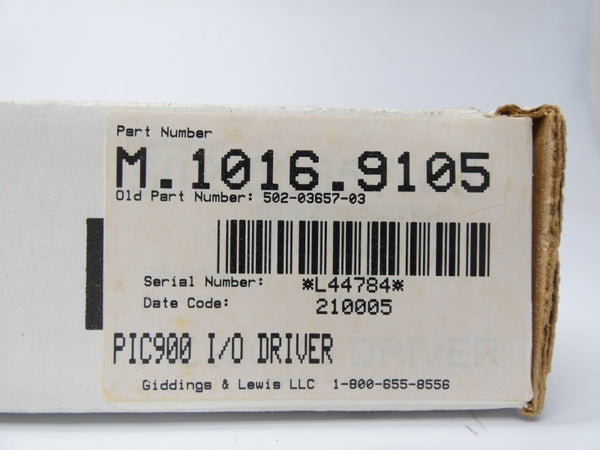 Part Number
M.1016.9105
Old Part Number: 502-03657-03
Serial Number: *L44784*
Date Code: 210005
PIC900 I/O DRIVER
DRIVER
Giddings & Lewis LLC 1-800-655-8556